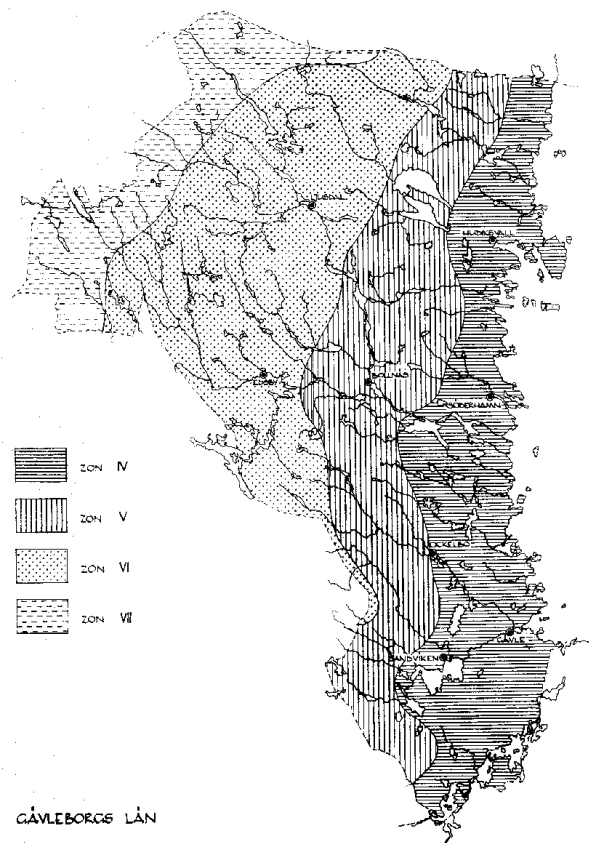 HUDIKSVALL
BOLLNÄS
SÖDERHAMN
ZON IV
ZON V
ZON VI
ZON VII
OCKELBO
GÄVLE
SANDVIKEN
GÄVLEBORGS LÄN